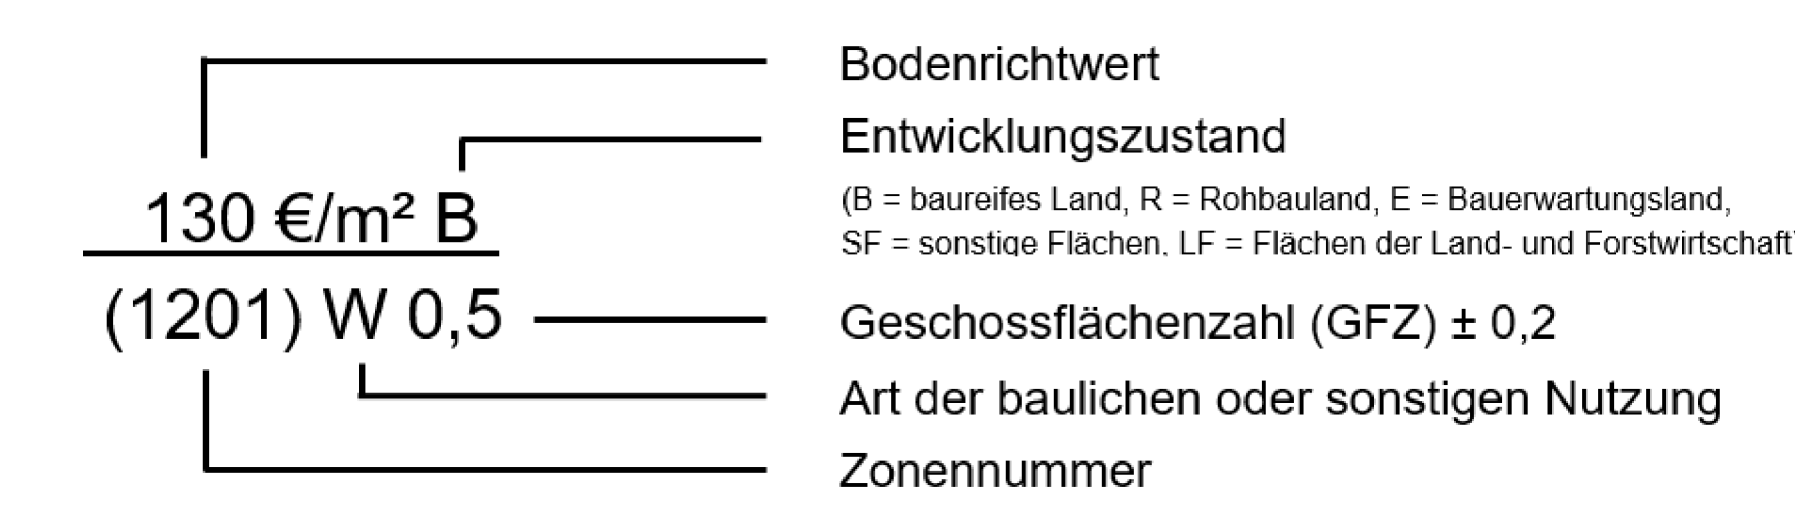 Bodenrichtwert
Entwicklungszustand
130 €/m² B
(B = baureifes Land, R = Rohbauland, E = Bauerwartungsland,
SF = sonstige Flächen, LF = Flächen der Land- und Forstwirtschaft)
(1201) W 0,5
Geschossflächenzahl (GFZ) ± 0,2
Art der baulichen oder sonstigen Nutzung
Zonennummer